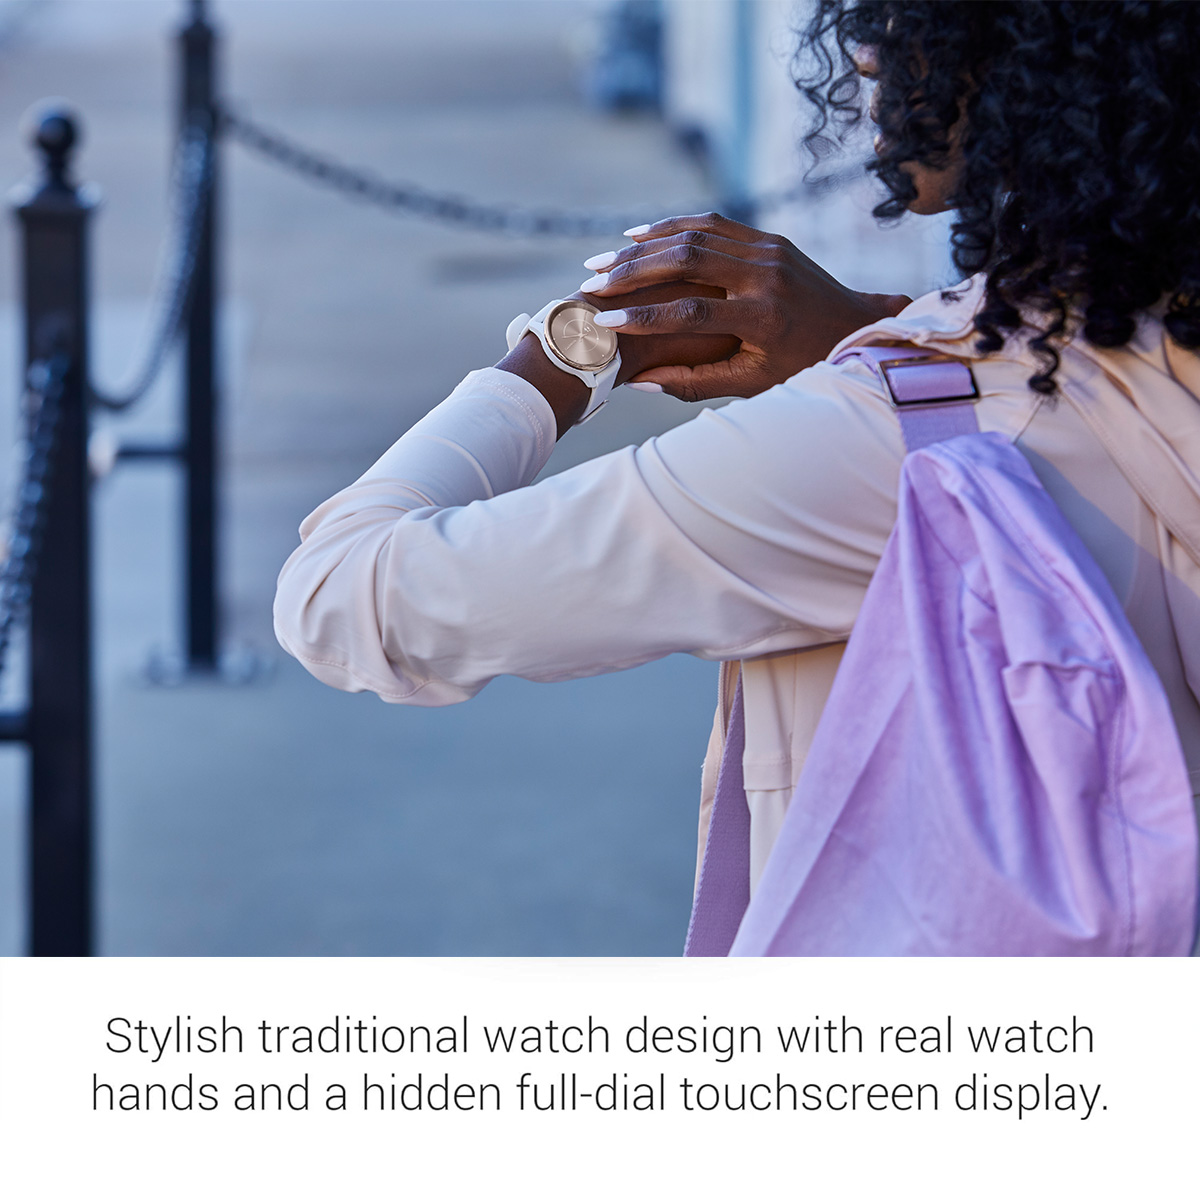 Stylish traditional watch design with real watch
hands and a hidden full-dial touchscreen display.